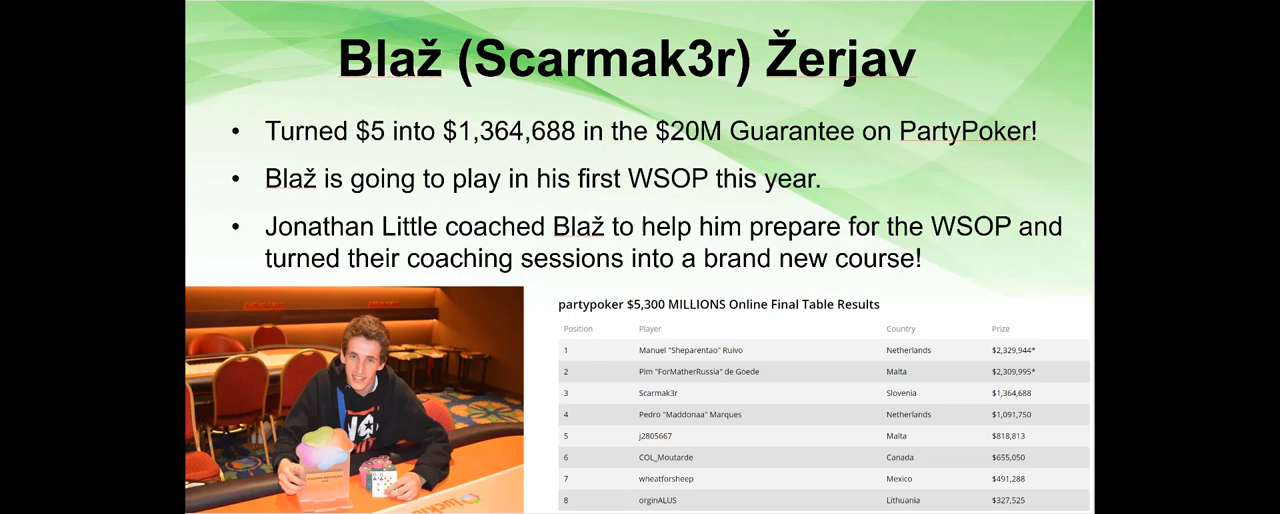 Blaž (Scarmak3r) Žerjav
• Turned $5 into $1,364,688 in the $20M Guarantee on PartyPoker!
• Blaž is going to play in his first WSOP this year.
• Jonathan Little coached Blaž to help him prepare for the WSOP and
turned their coaching sessions into a brand new course!
partypoker $5,300 MILLIONS Online Final Table Results
Position Player Country Prize
1 Manuel "Sheparentao" Ruivo Netherlands $2,329,944*
2 Pim "ForMatherRussia" de Goede Malta $2,309,995*
3 Scarmak3r Slovenia $1,364,688
4 Pedro "Maddonaa" Marques Netherlands $1,091,750
5 j2805667 Malta $818,813
6 COL_Moutarde Canada $655,050
7 wheatforsheep Mexico $491,288
8 orginALUS Lithuania $327,525